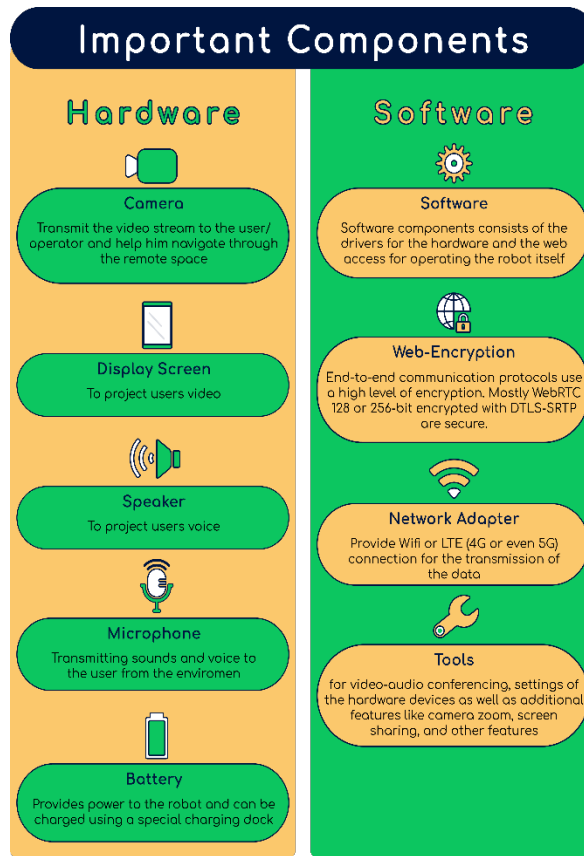 Important Components
Hardware
Camera
Transmit the video stream to the user/
operator and help him navigate through
the remote space
Display Screen
To project users video
Speaker
To project users voice
Microphone
Transmitting sounds and voice to
the user from the enviromen
Battery
Provides power to the robot and can be
charged using a special charging dock
Software
Software
Software components consists of the
drivers for the hardware and the web
access for operating the robot itself
Web-Encryption
End-to-end communication protocols use
a high level of encryption. Mostly WebRTC
128 or 256-bit encrypted with DTLS-SRTP
are secure.
Network Adapter
Provide Wifi or LTE (4G or even 5G)
connection for the transmission of
the data
Tools
for video-audio conferencing, settings of
the hardware devices as well as additional
features like camera zoom, screen
sharing, and other features